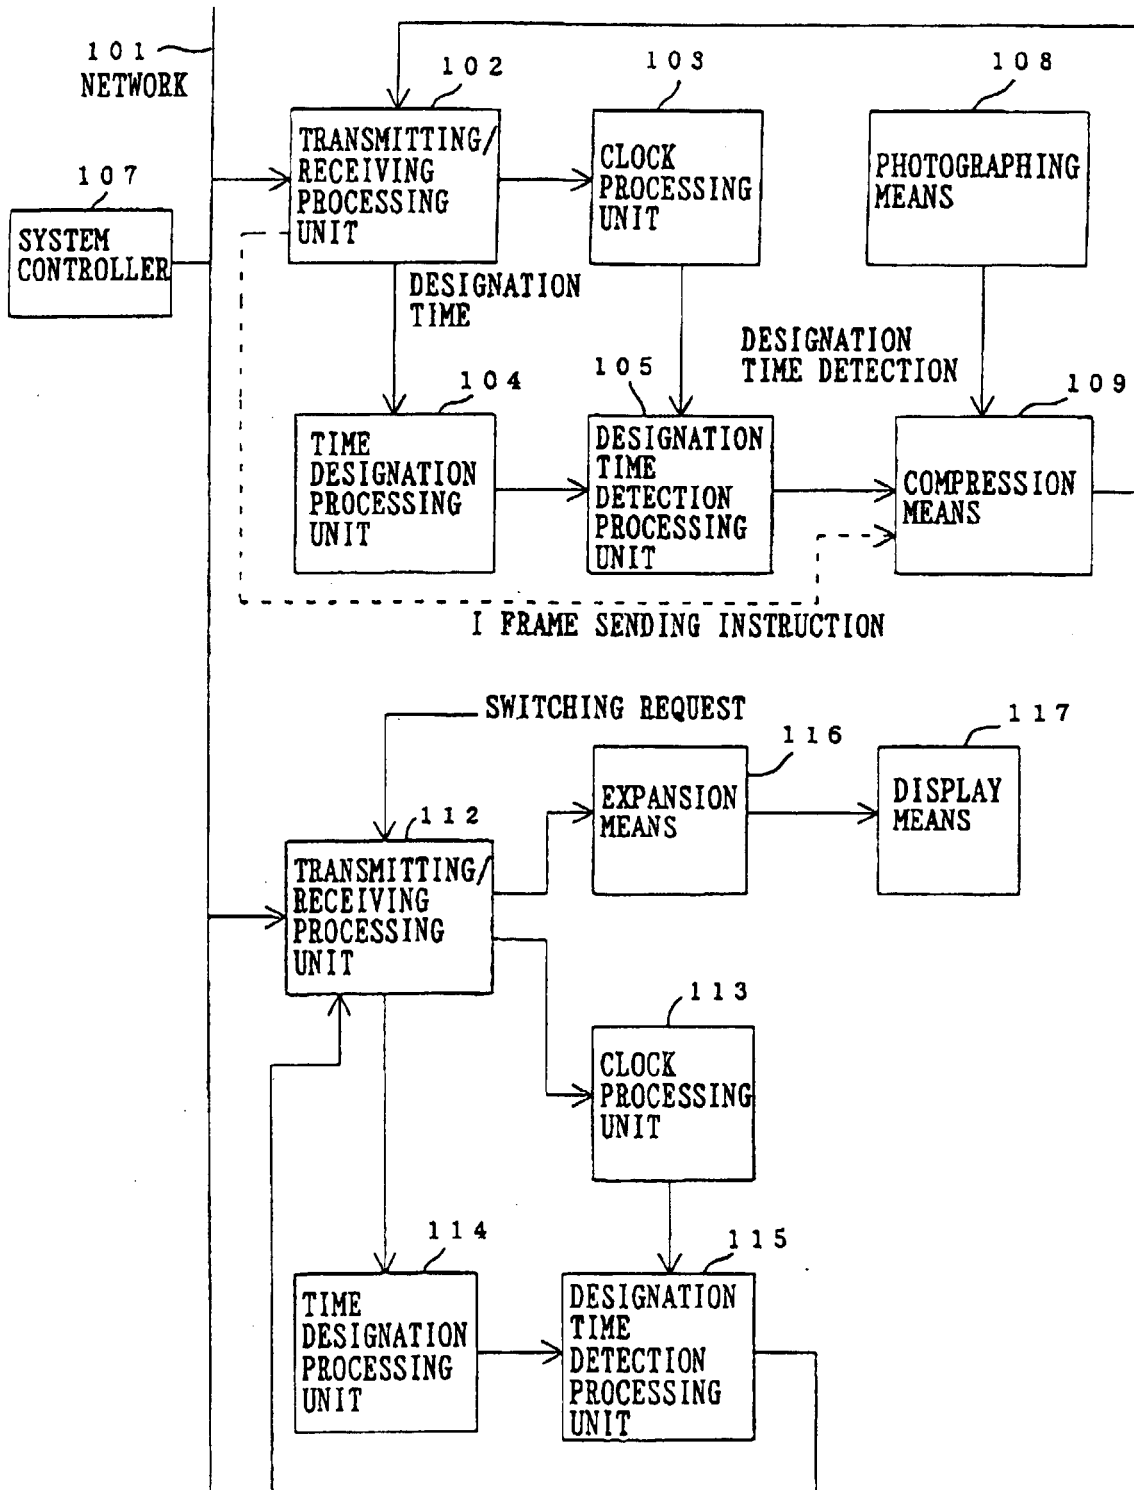 101
NETWORK
102
103
108
TRANSMITTING/
RECEIVING
PROCESSING
UNIT
CLOCK
PROCESSING
UNIT
PHOTOGRAPHING
MEANS
107
SYSTEM
CONTROLLER
DESIGNATION
TIME
DESIGNATION
TIME DETECTION
104
105
109
TIME
DESIGNATION
PROCESSING
UNIT
DESIGNATION
TIME
DETECTION
PROCESSING
UNIT
COMPRESSION
MEANS
I FRAME SENDING INSTRUCTION
SWITCHING REQUEST
116
117
EXPANSION
MEANS
DISPLAY
MEANS
112
TRANSMITTING/
RECEIVING
PROCESSING
UNIT
113
CLOCK
PROCESSING
UNIT
114
115
TIME
DESIGNATION
PROCESSING
UNIT
DESIGNATION
TIME
DETECTION
PROCESSING
UNIT